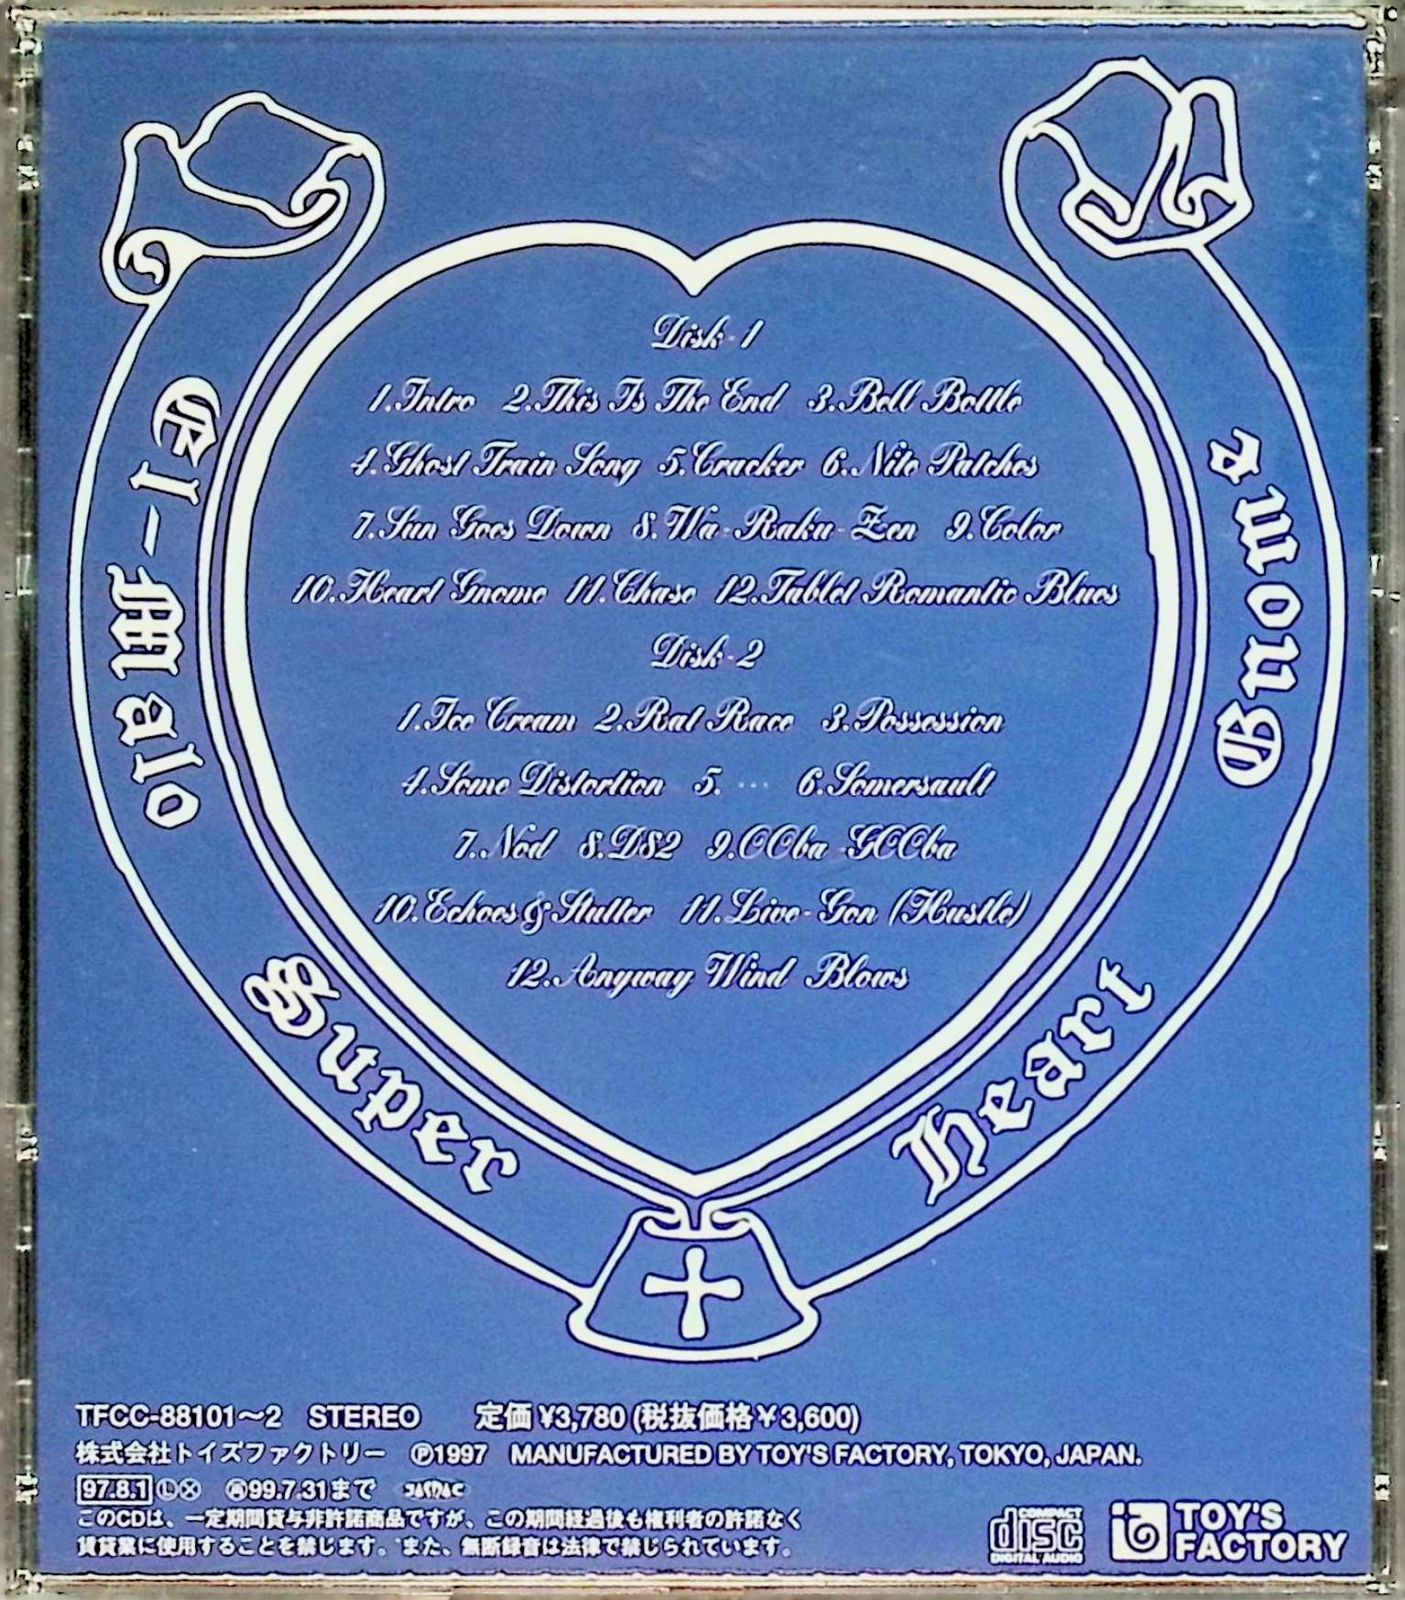 Disk-1
1.Intro 2.This Is The End 3.Bell Bottle
4.Ghost Train Song 5.Cracker 6.Nite Patches
7.Sun Goes Down 8.Wa-Raku-Zen 9.Color
10.Heart Gnome 11.Chase 12.Tablet Romantic Blues
Disk-2
1.Ice Cream 2.Rat Race 3.Possession
4.Some Distortion 5. ... 6.Somersault
7.Nod 8.DS2 9.OOba-GOOba
10.Echoes & Stutter 11.Live-Gon (Hustle)
12.Anyway Wind Blows
El-Malo
Super
Heart
Gnome
TFCC-88101〜2 STEREO 定価 ¥3,780 (税抜価格¥3,600)
株式会社トイズファクトリー Ⓟ1997 MANUFACTURED BY TOY'S FACTORY, TOKYO, JAPAN.
97.8.1 Ⓛⓧ ㊞99.7.31まで JASRAC
このCDは、一定期間貸与非許諾商品ですが、この期間経過後も権利者の許諾なく
賃貸業に使用することを禁じます。また、無断録音は法律で禁じられています。
COMPACT
disc
DIGITAL AUDIO
TOY'S
FACTORY